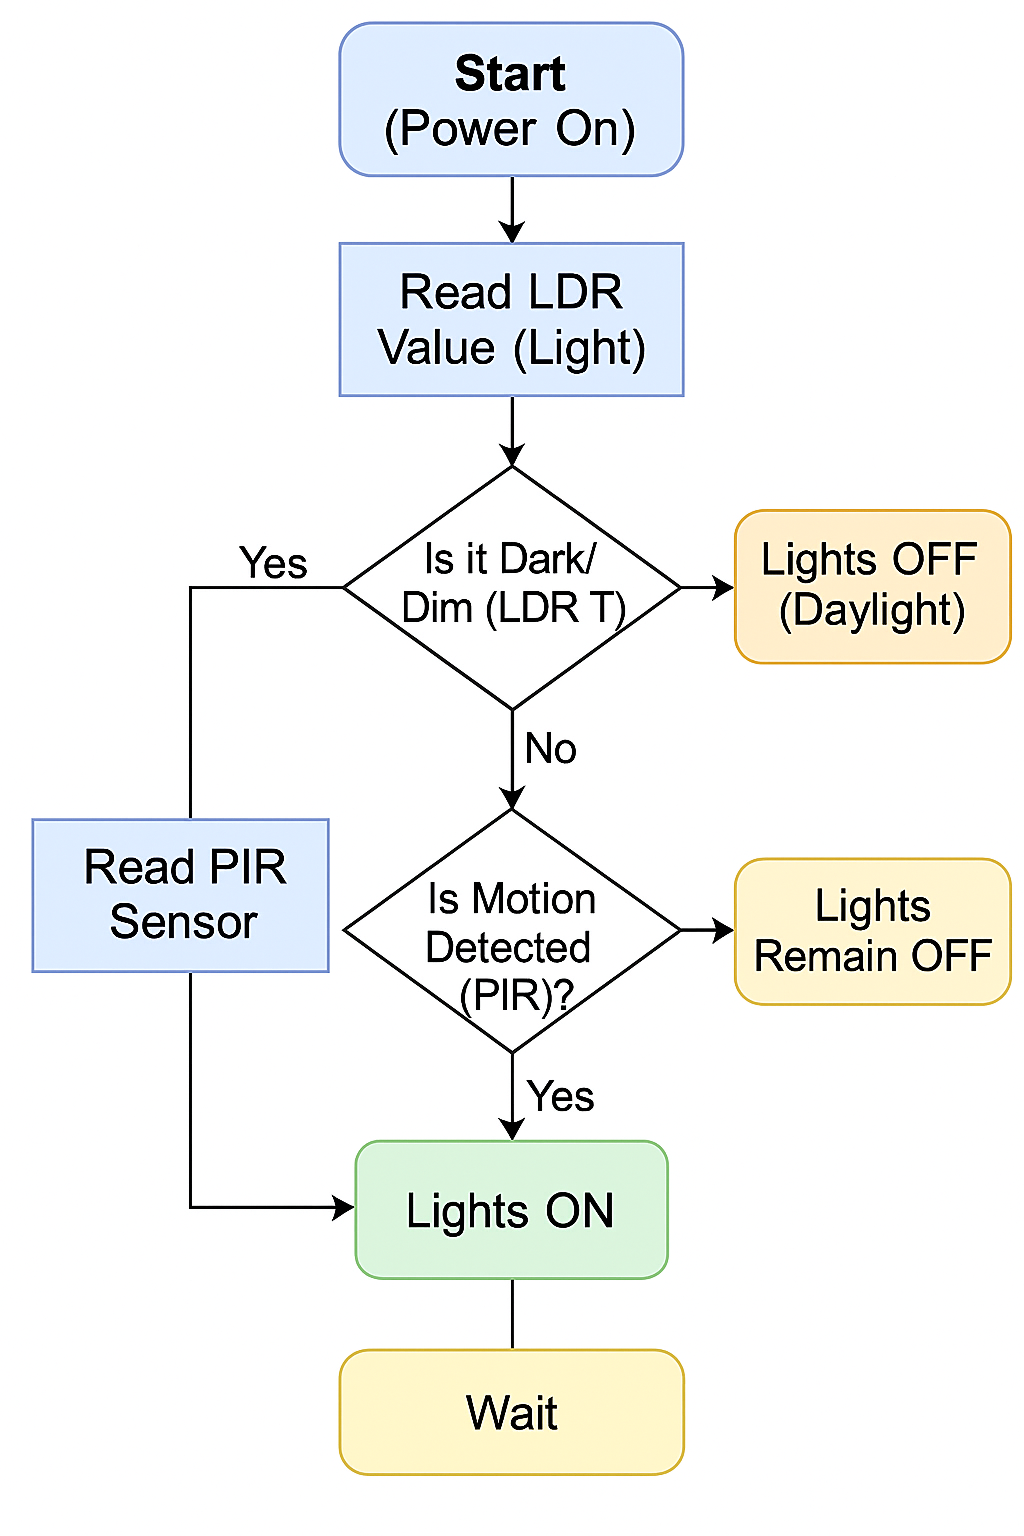 Start
(Power On)
Read LDR
Value (Light)
Is it Dark/
Dim (LDR T)
Yes
Lights OFF
(Daylight)
No
Read PIR
Sensor
Is Motion
Detected
(PIR)?
Lights
Remain OFF
Yes
Lights ON
Wait